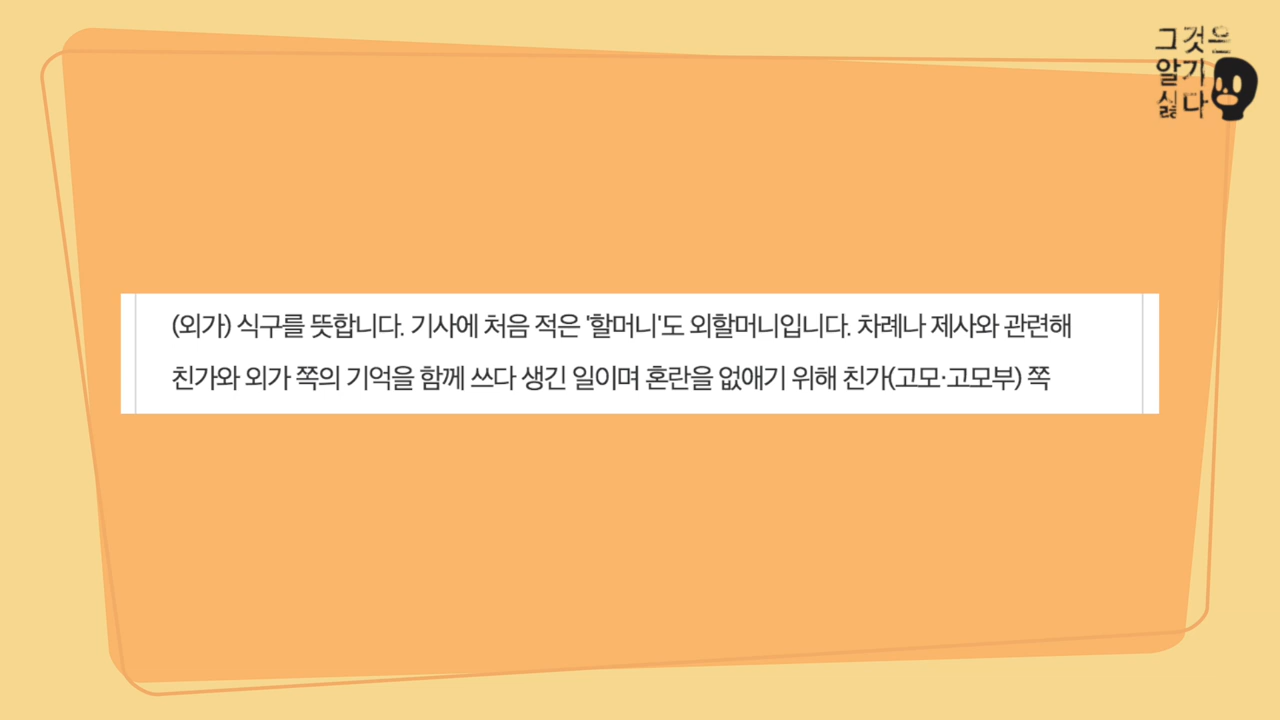 그것은
알기
싫다
(외가) 식구를 뜻합니다. 기사에 처음 적은 '할머니'도 외할머니입니다. 차례나 제사와 관련해
친가와 외가 쪽의 기억을 함께 쓰다 생긴 일이며 혼란을 없애기 위해 친가(고모·고모부) 쪽